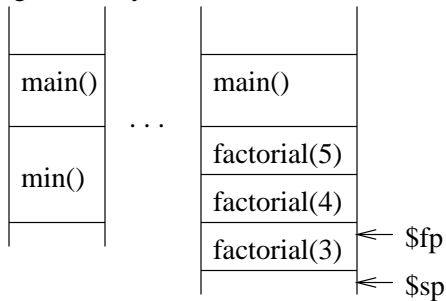 main()
main()
. . .
factorial(5)
min()
factorial(4)
$fp
factorial(3)
$sp